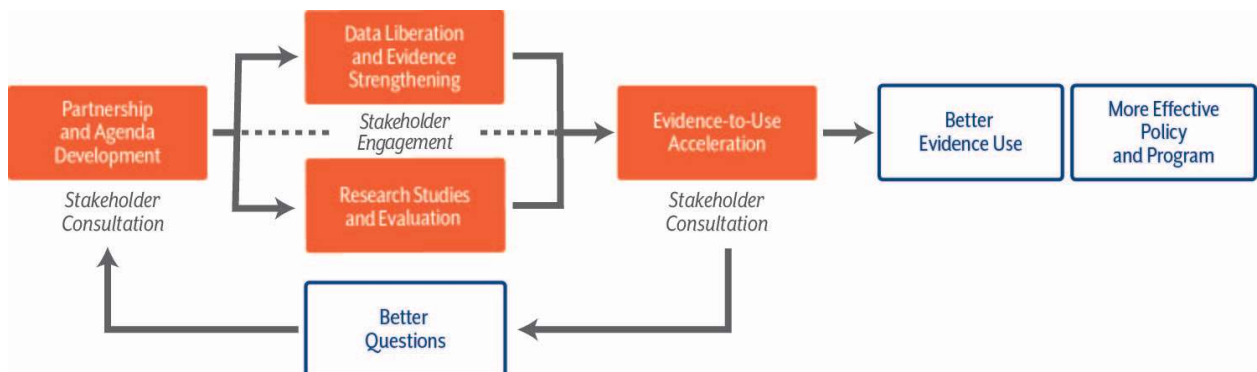 Partnership
and Agenda
Development
Stakeholder
Consultation
Data Liberation
and Evidence
Strengthening
Stakeholder
Engagement
Research Studies
and Evaluation
Evidence-to-Use
Acceleration
Stakeholder
Consultation
Better
Evidence Use
More Effective
Policy
and Program
Better
Questions